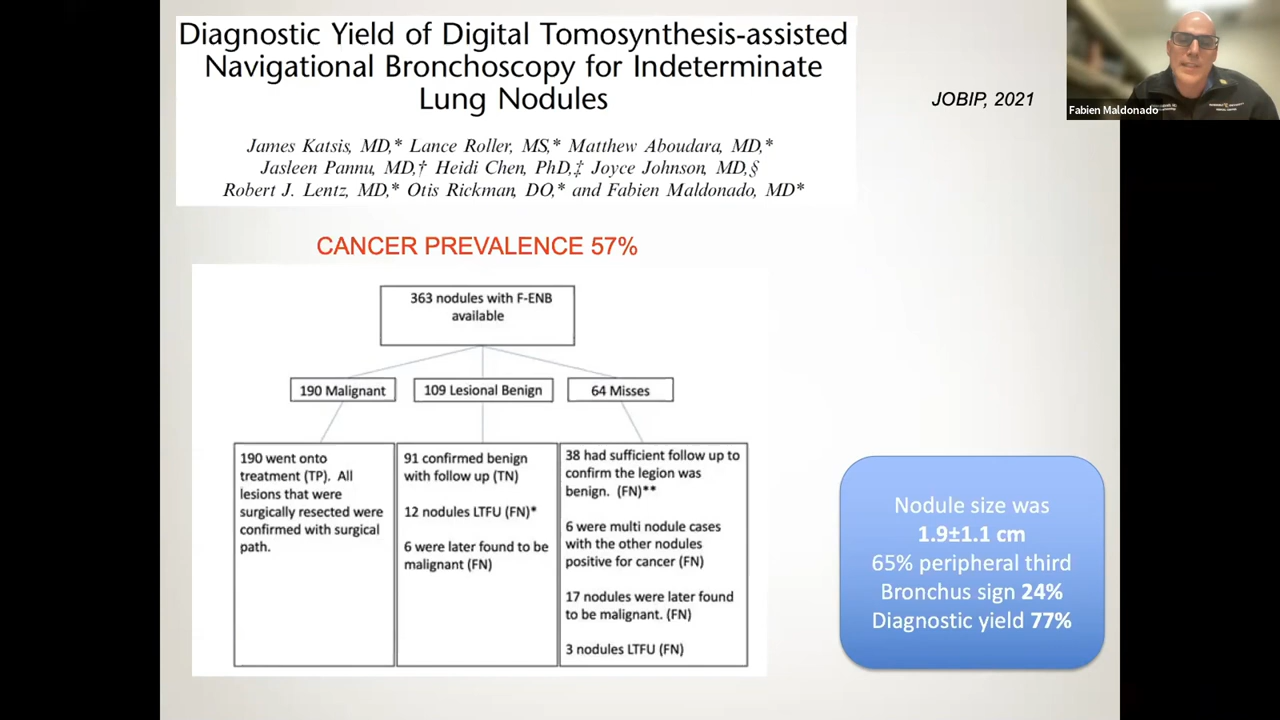 Diagnostic Yield of Digital Tomosynthesis-assisted
Navigational Bronchoscopy for Indeterminate
Lung Nodules
JOBIP, 2021
Fabien Maldonado
James Katsis, MD,* Lance Roller, MS,* Matthew Aboudara, MD,*
Jasleen Pannu, MD,† Heidi Chen, PhD,‡ Joyce Johnson, MD,§
Robert J. Lentz, MD,* Otis Rickman, DO,* and Fabien Maldonado, MD*
CANCER PREVALENCE 57%
363 nodules with F-ENB
available
190 Malignant
109 Lesional Benign
64 Misses
190 went onto
treatment (TP). All
lesions that were
surgically resected were
confirmed with surgical
path.
91 confirmed benign
with follow up (TN)
12 nodules LTFU (FN)*
6 were later found to be
malignant (FN)
38 had sufficient follow up to
confirm the legion was
benign. (FN)**
6 were multi nodule cases
with the other nodules
positive for cancer (FN)
17 nodules were later found
to be malignant. (FN)
3 nodules LTFU (FN)
Nodule size was
1.9±1.1 cm
65% peripheral third
Bronchus sign 24%
Diagnostic yield 77%